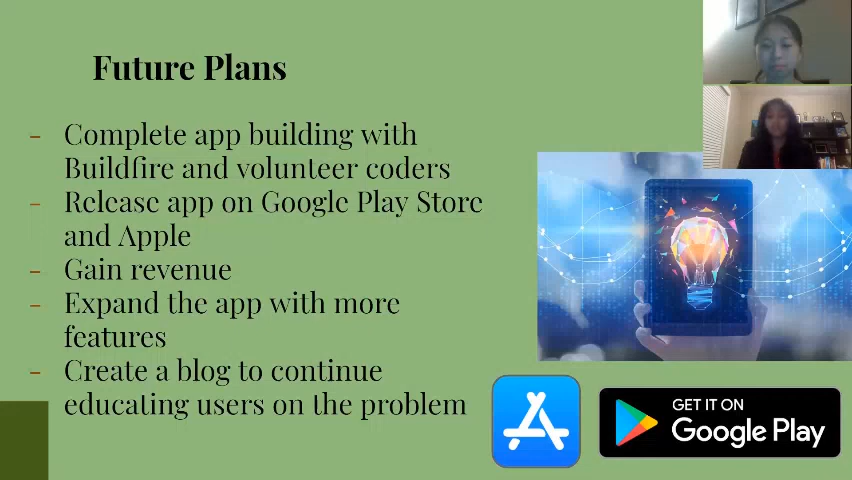 Future Plans
- Complete app building with
Buildfire and volunteer coders
- Release app on Google Play Store
and Apple
- Gain revenue
- Expand the app with more
features
- Create a blog to continue
educating users on the problem
GET IT ON
Google Play